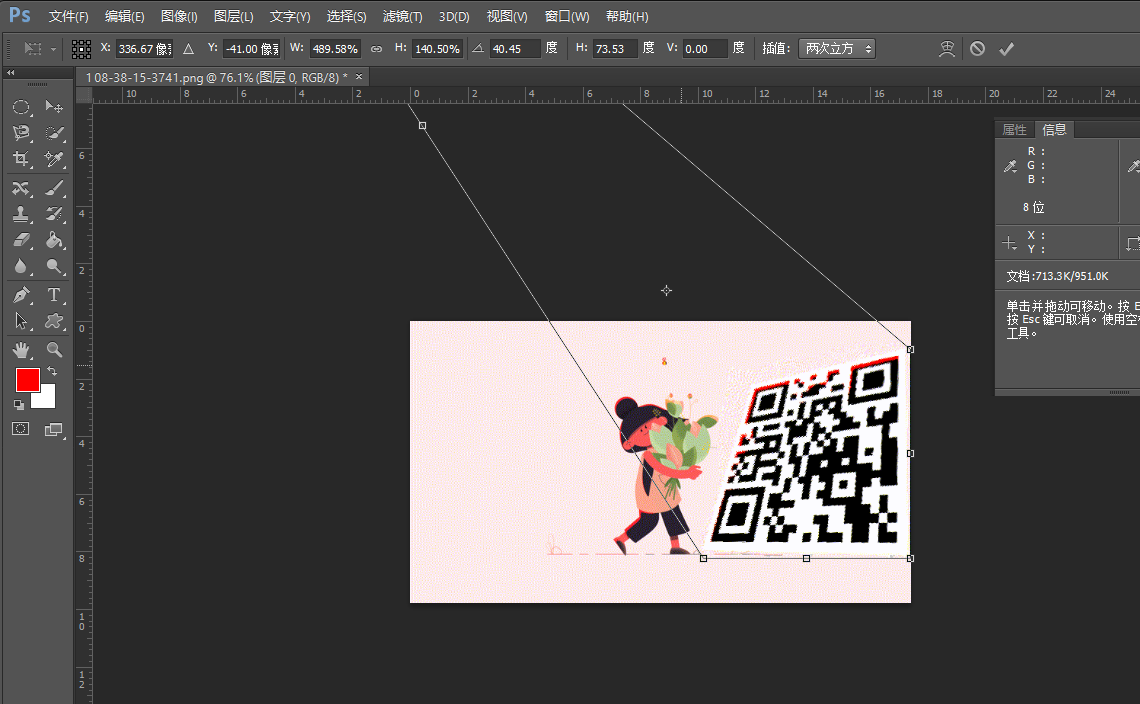 Ps 文件(F) 编辑(E) 图像(I) 图层(L) 文字(Y) 选择(S) 滤镜(T) 3D(D) 视图(V) 窗口(W) 帮助(H)
X: 336.67 像 Y: -41.00 像 W: 489.58% H: 140.50% 40.45 度 H: 73.53 度 V: 0.00 度 插值: 两次立方
1 08-38-15-3741.png @ 76.1% (图层 0, RGB/8) * ×
10 8 6 4 2 0 2 4 6 8 10 12 14 16 18 20 22 24
6
4
2
0
2
4
6
8
10
12
T
属性 信息
R :
G :
B :
8 位
X :
Y :
文档:713.3K/951.0K
单击并拖动可移动。按
按 Esc 键可取消。使用空
工具。